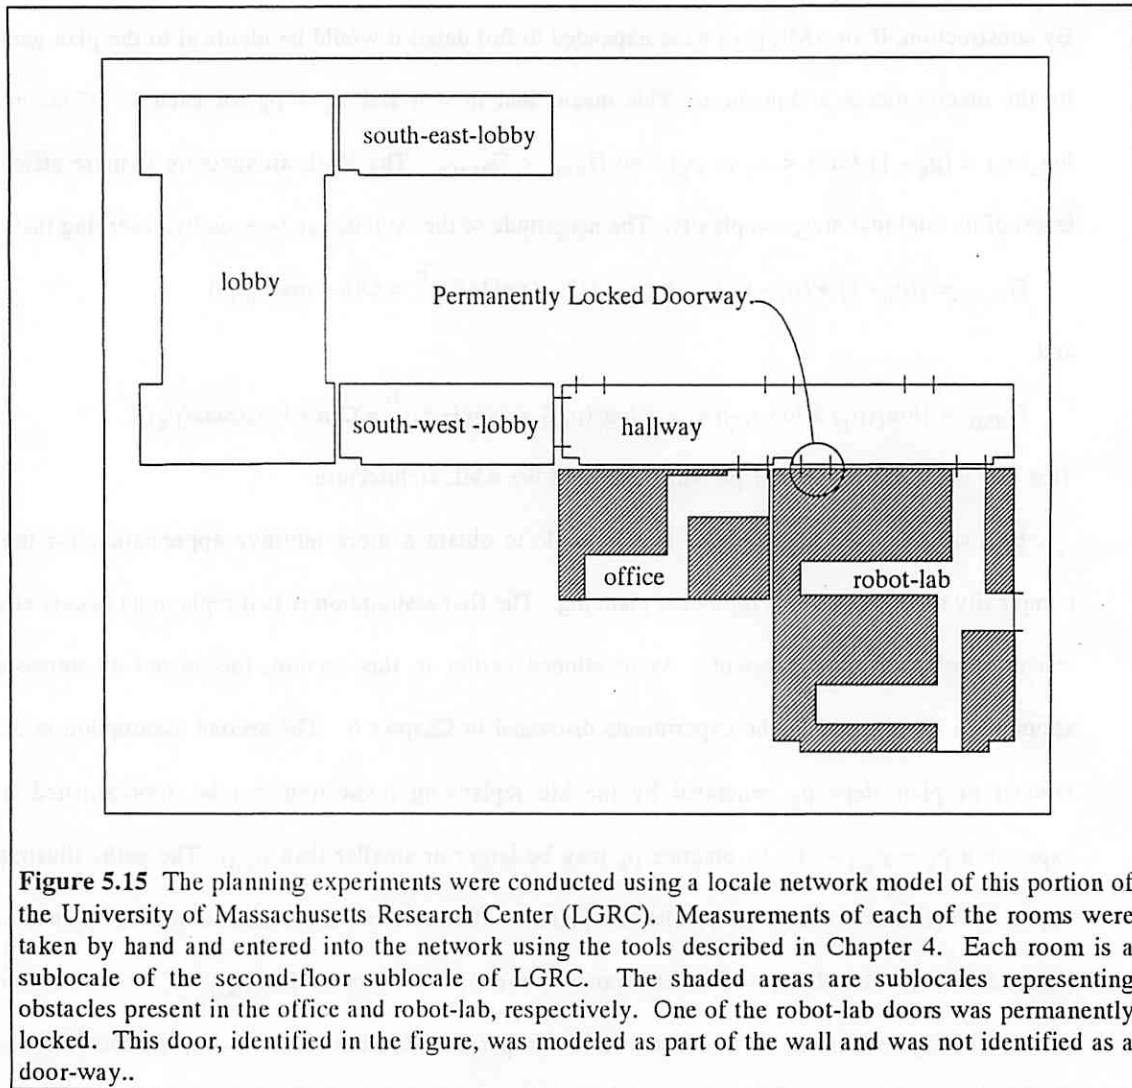 south-east-lobby
lobby
Permanently Locked Doorway.
south-west-lobby
hallway
office
robot-lab
Figure 5.15 The planning experiments were conducted using a locale network model of this portion of
the University of Massachusetts Research Center (LGRC). Measurements of each of the rooms were
taken by hand and entered into the network using the tools described in Chapter 4. Each room is a
sublocale of the second-floor sublocale of LGRC. The shaded areas are sublocales representing
obstacles present in the office and robot-lab, respectively. One of the robot-lab doors was permanently
locked. This door, identified in the figure, was modeled as part of the wall and was not identified as a
door-way..